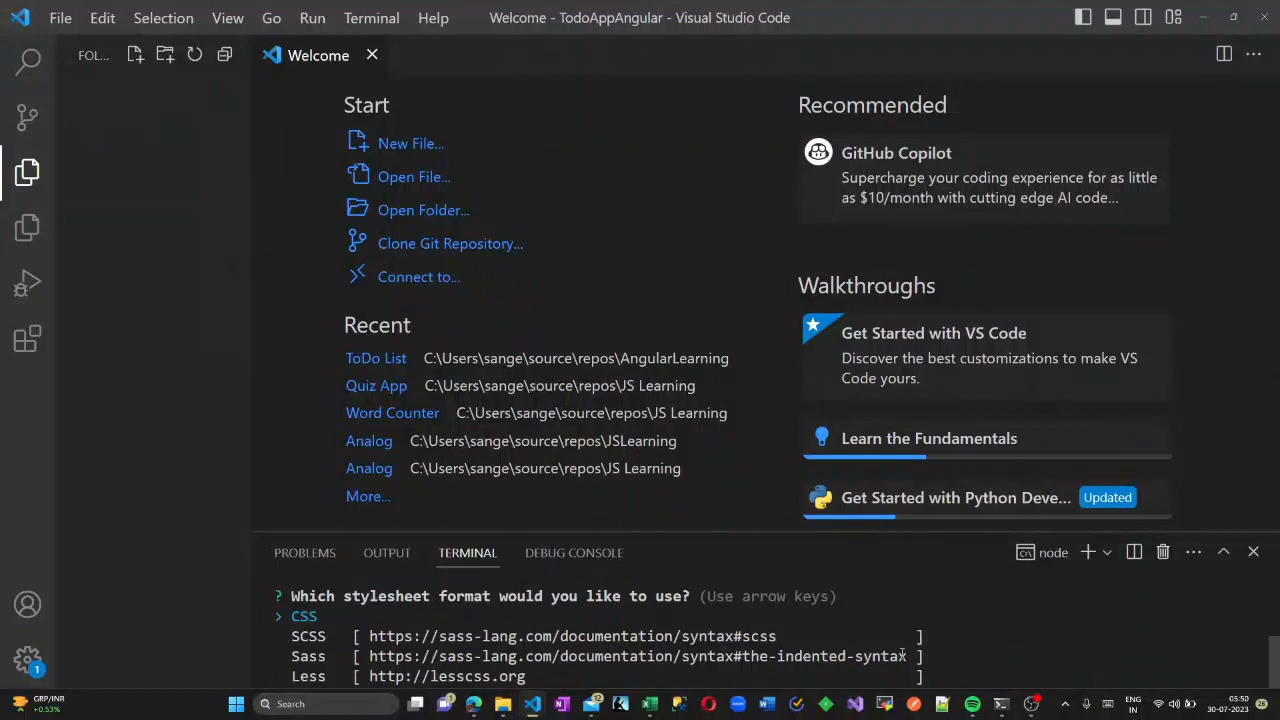 File Edit Selection View Go Run Terminal Help Welcome - TodoAppAngular - Visual Studio Code
FOL...
Welcome
Start
New File...
Open File...
Open Folder...
Clone Git Repository...
Connect to...
Recent
ToDo List C:\Users\sange\source\repos\AngularLearning
Quiz App C:\Users\sange\source\repos\JS Learning
Word Counter C:\Users\sange\source\repos\JS Learning
Analog C:\Users\sange\source\repos\JSLearning
Analog C:\Users\sange\source\repos\JS Learning
More...
Recommended
GitHub Copilot
Supercharge your coding experience for as little
as $10/month with cutting edge AI code...
Walkthroughs
Get Started with VS Code
Discover the best customizations to make VS
Code yours.
Learn the Fundamentals
Get Started with Python Deve... Updated
PROBLEMS OUTPUT TERMINAL DEBUG CONSOLE node
? Which stylesheet format would you like to use? (Use arrow keys)
> CSS
SCSS [ https://sass-lang.com/documentation/syntax#scss ]
Sass [ https://sass-lang.com/documentation/syntax#the-indented-syntax ]
Less [ http://lesscss.org ]
1
GBP/INR
+0.53%
Search
1
12
ENG
IN
05:50
30-07-2023
25